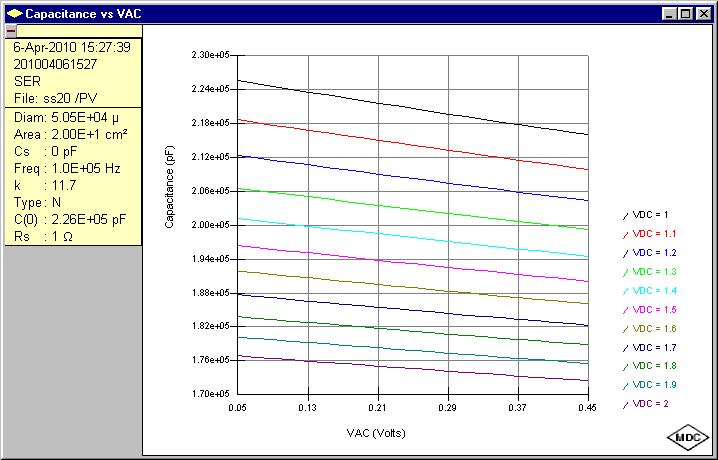 Capacitance vs VAC
6-Apr-2010 15:27:39
201004061527
SER
File: ss20 /PV
Diam: 5.05E+04 µ
Area : 2.00E+1 cm²
Cs : 0 pF
Freq : 1.0E+05 Hz
k : 11.7
Type : N
C(0) : 2.26E+05 pF
Rs : 1 Ω
Capacitance (pF)
2.30e+05
2.24e+05
2.18e+05
2.12e+05
2.06e+05
2.00e+05
1.94e+05
1.88e+05
1.82e+05
1.76e+05
1.70e+05
0.05 0.13 0.21 0.29 0.37 0.45
VAC (Volts)
VDC = 1
VDC = 1.1
VDC = 1.2
VDC = 1.3
VDC = 1.4
VDC = 1.5
VDC = 1.6
VDC = 1.7
VDC = 1.8
VDC = 1.9
VDC = 2
MDC